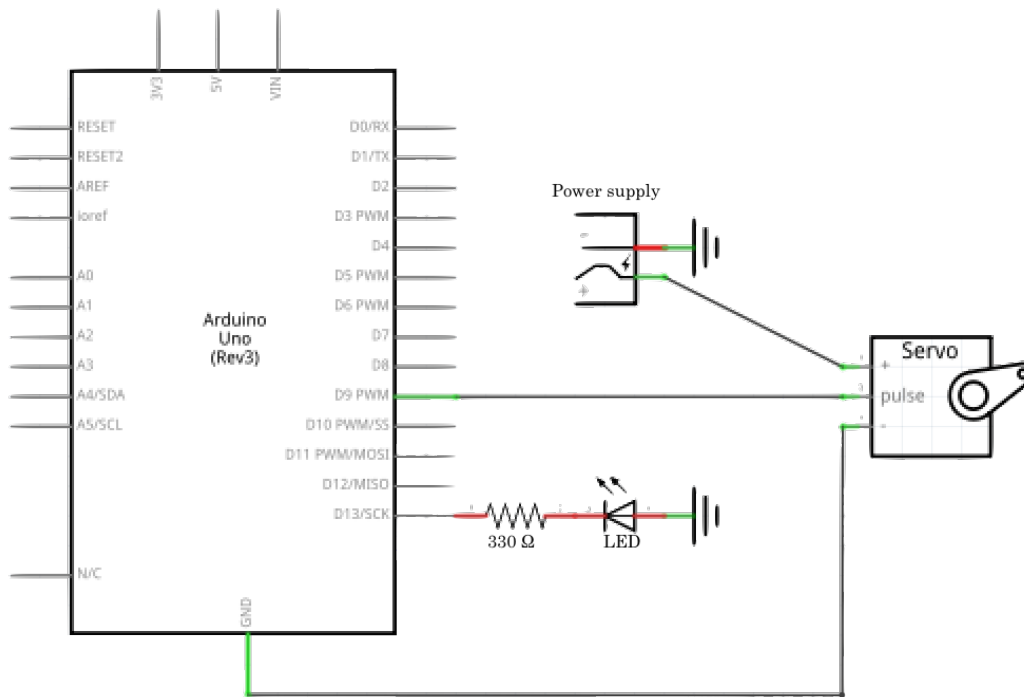 3V3
5V
VIN
RESET
RESET2
AREF
ioref
A0
A1
A2
A3
A4/SDA
A5/SCL
N/C
Arduino
Uno
(Rev3)
D0/RX
D1/TX
D2
D3 PWM
D4
D5 PWM
D6 PWM
D7
D8
D9 PWM
D10 PWM/SS
D11 PWM/MOSI
D12/MISO
D13/SCK
GND
Power supply
-
+
330 Ω
LED
Servo
+
pulse
-